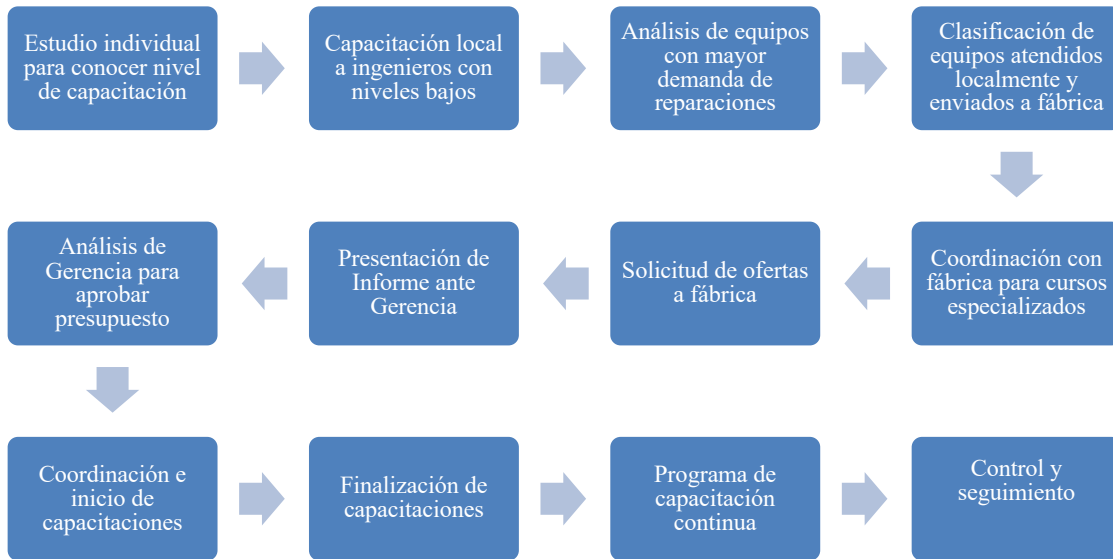 Estudio individual
para conocer nivel
de capacitación
Capacitación local
a ingenieros con
niveles bajos
Análisis de equipos
con mayor
demanda de
reparaciones
Clasificación de
equipos atendidos
localmente y
enviados a fábrica
Coordinación con
fábrica para cursos
especializados
Solicitud de ofertas
a fábrica
Presentación de
Informe ante
Gerencia
Análisis de
Gerencia para
aprobar
presupuesto
Coordinación e
inicio de
capacitaciones
Finalización de
capacitaciones
Programa de
capacitación
continua
Control y
seguimiento